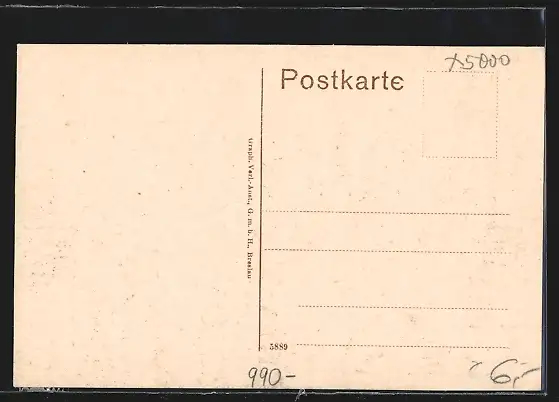 x5000
Postkarte
Graph. Verl.-Anst., G. m. b. H., Breslau
5889
990-
6,-